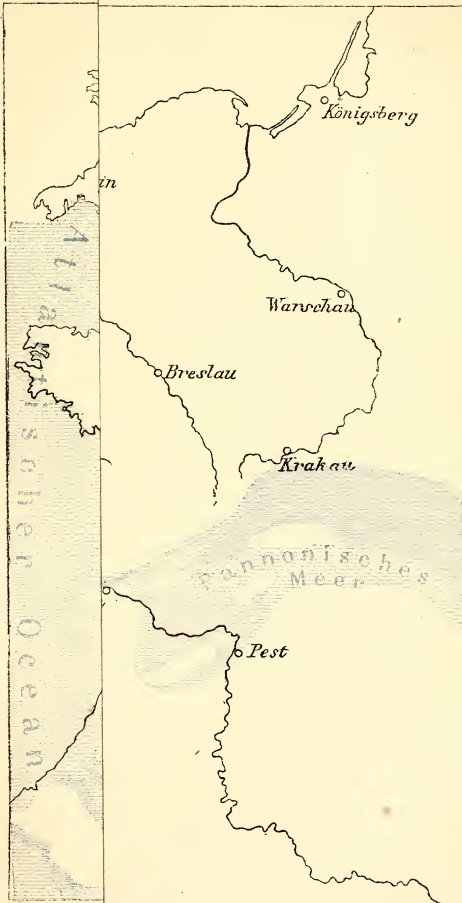 Königsberg
in
Warschau
Breslau
Krakau
Pannonisches
Meer
Pest
Atlantischer Ocean